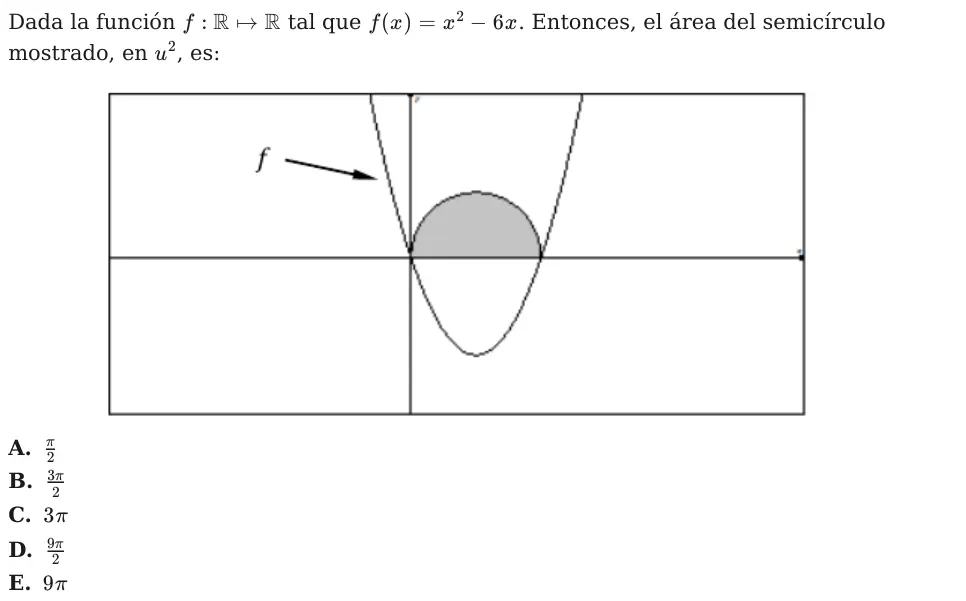 Dada la función f : ℝ ↦ ℝ tal que f(x) = x² − 6x. Entonces, el área del semicírculo
mostrado, en u², es:
f
A. π/2
B. 3π/2
C. 3π
D. 9π/2
E. 9π